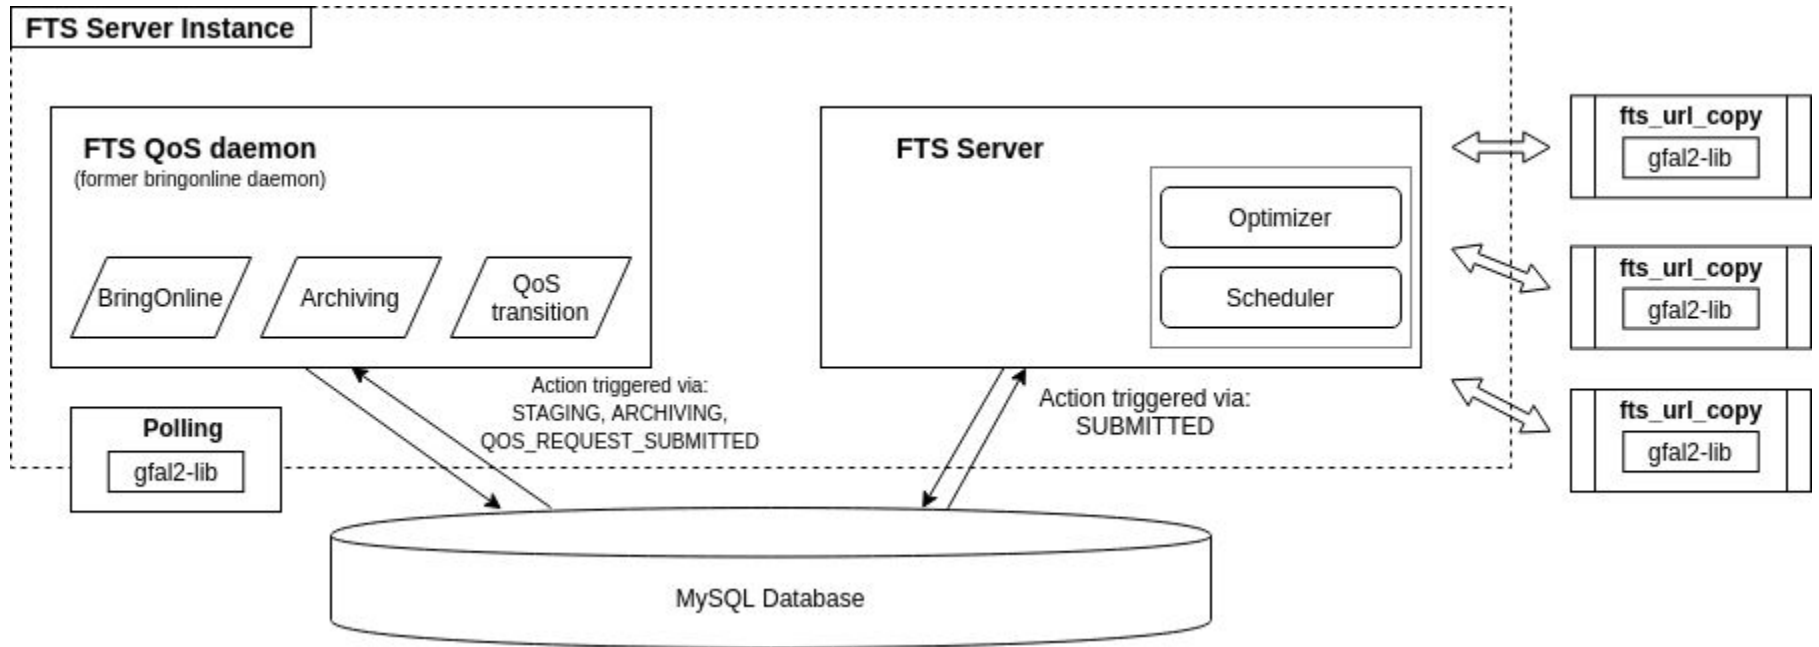 FTS Server Instance
FTS QoS daemon
(former bringonline daemon)
BringOnline
Archiving
QoS
transition
FTS Server
Optimizer
Scheduler
fts_url_copy
gfal2-lib
fts_url_copy
gfal2-lib
fts_url_copy
gfal2-lib
Polling
gfal2-lib
Action triggered via:
STAGING, ARCHIVING,
QOS_REQUEST_SUBMITTED
Action triggered via:
SUBMITTED
MySQL Database